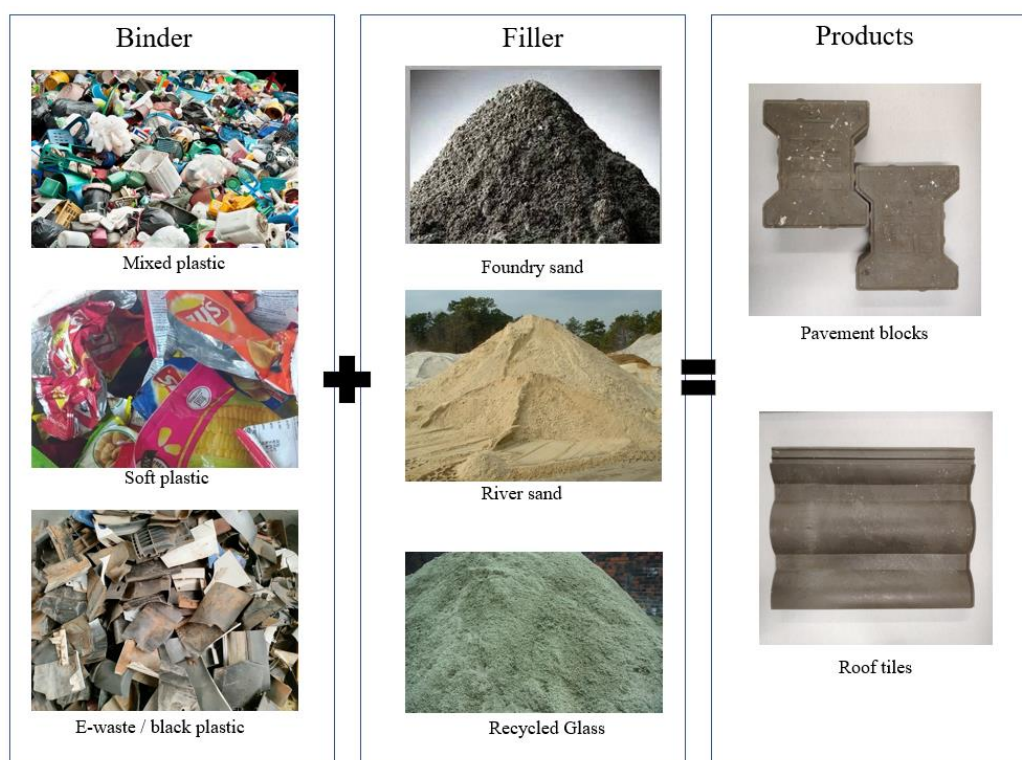 Binder
Mixed plastic
Soft plastic
E-waste / black plastic
Filler
Foundry sand
River sand
Recycled Glass
Products
Pavement blocks
Roof tiles